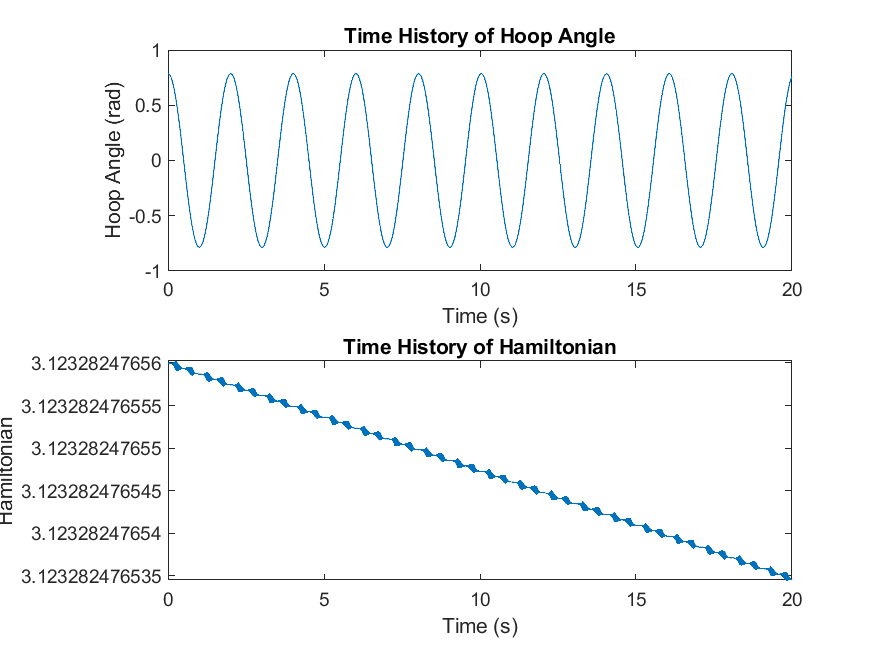 Time History of Hoop Angle
Hoop Angle (rad)
1
0.5
0
-0.5
-1
0 5 10 15 20
Time (s)
Time History of Hamiltonian
Hamiltonian
3.12328247656
3.123282476555
3.12328247655
3.123282476545
3.12328247654
3.123282476535
0 5 10 15 20
Time (s)